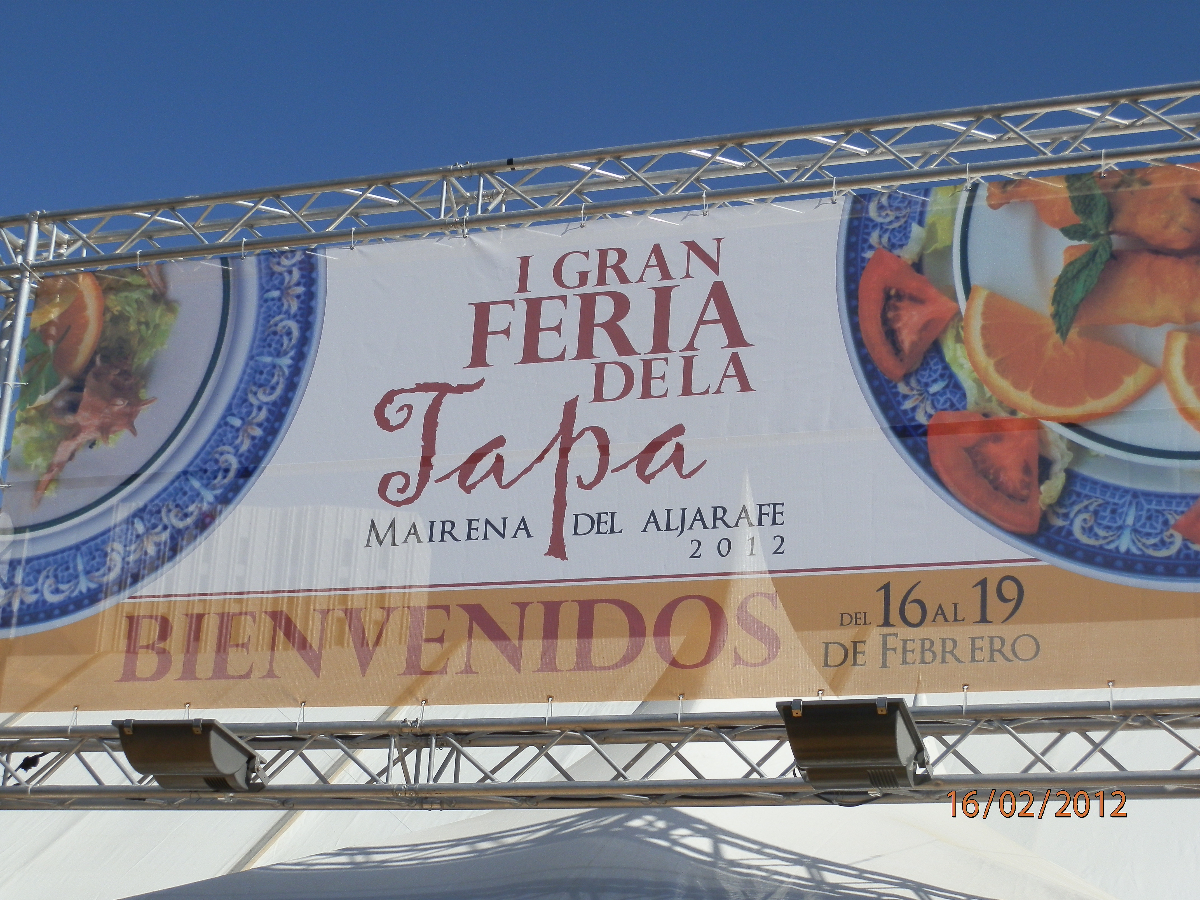 I GRAN
FERIA
DE LA
Tapa
MAIRENA DEL ALJARAFE
2012
BIENVENIDOS
DEL 16 AL 19
DE FEBRERO
16/02/2012